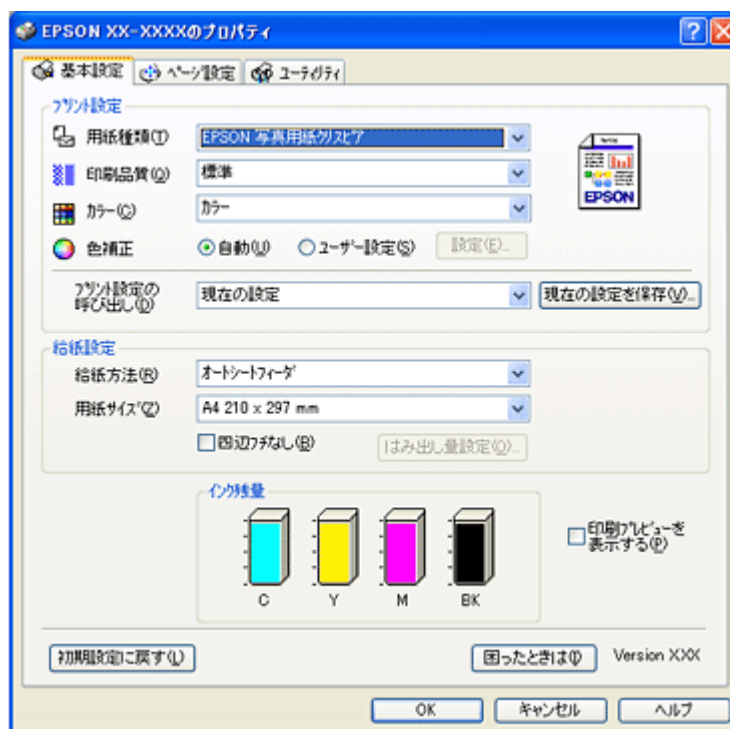 EPSON XX-XXXXのプロパティ
基本設定 ページ設定 ユーティリティ
プリント設定
用紙種類(T) EPSON 写真用紙クリスピア
印刷品質(Q) 標準
カラー(C) カラー
色補正 自動(U) ユーザー設定(S) 設定(E)...
EPSON
プリント設定の
呼び出し(D) 現在の設定 現在の設定を保存(V)...
給紙設定
給紙方法(R) オートシートフィーダ
用紙サイズ(Z) A4 210 x 297 mm
四辺フチなし(B) はみ出し量設定(O)...
インク残量
C Y M BK
印刷プレビューを
表示する(P)
初期設定に戻す(L) 困ったときは(I) Version X.XX
OK キャンセル ヘルプ